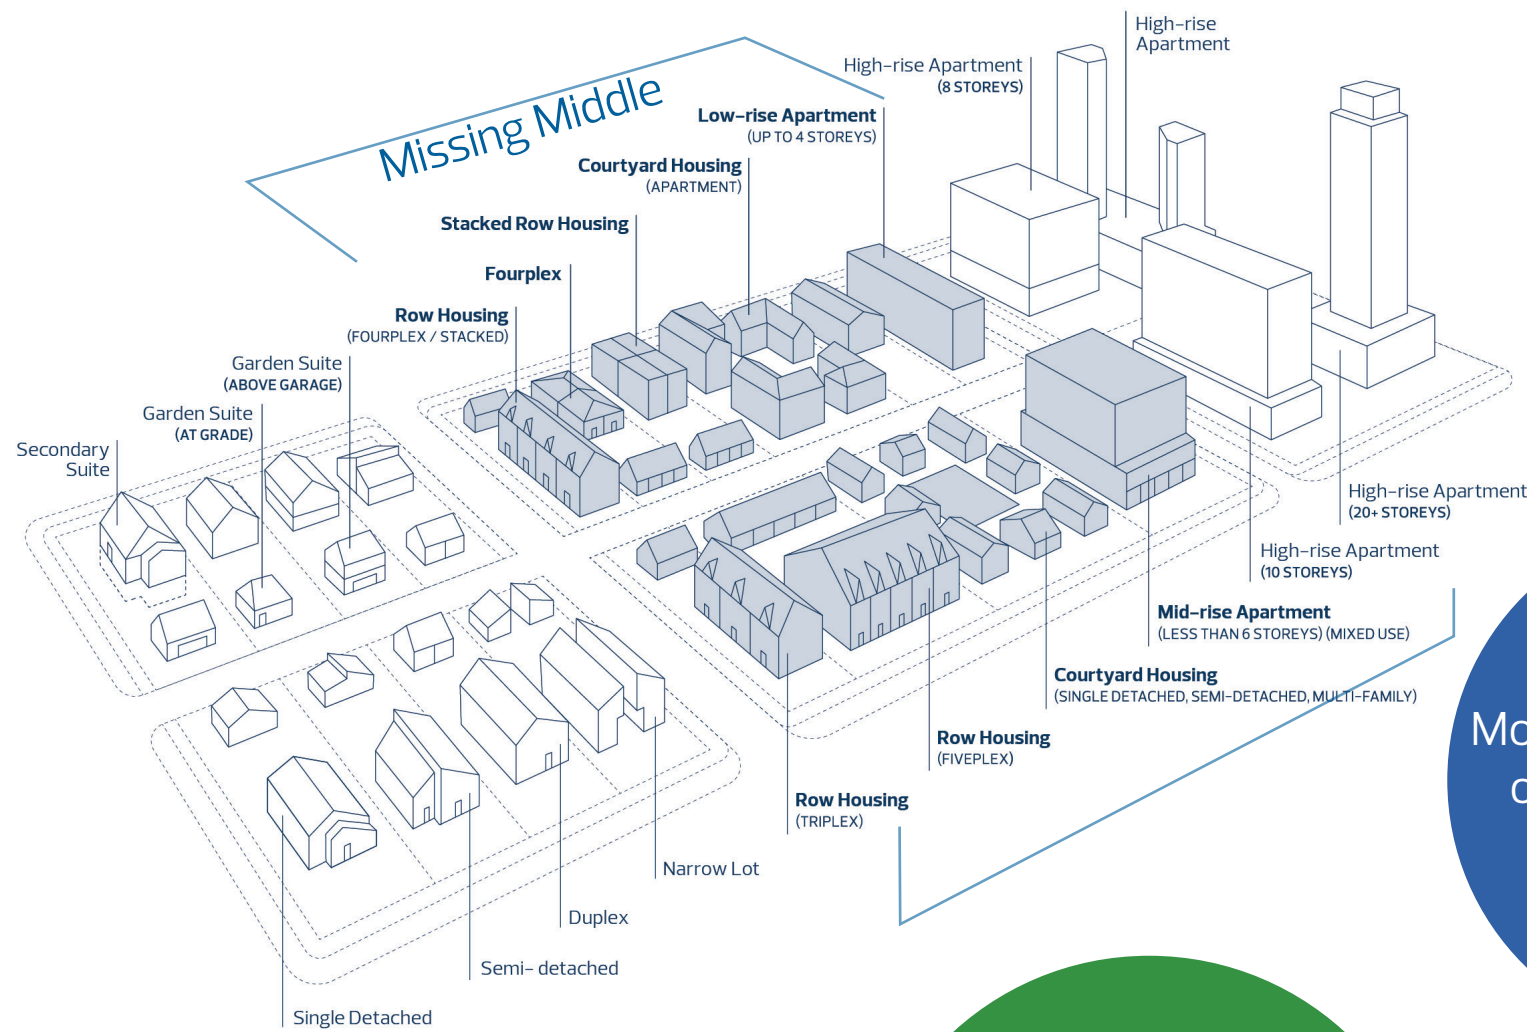 High-rise
Apartment
High-rise Apartment
(8 STOREYS)
Missing Middle
Low-rise Apartment
(UP TO 4 STOREYS)
Courtyard Housing
(APARTMENT)
Stacked Row Housing
Fourplex
Row Housing
(FOURPLEX / STACKED)
Garden Suite
(ABOVE GARAGE)
Garden Suite
(AT GRADE)
Secondary
Suite
High-rise Apartment
(20+ STOREYS)
High-rise Apartment
(10 STOREYS)
Mid-rise Apartment
(LESS THAN 6 STOREYS) (MIXED USE)
Courtyard Housing
(SINGLE DETACHED, SEMI-DETACHED, MULTI-FAMILY)
Row Housing
(FIVEPLEX)
Row Housing
(TRIPLEX)
Narrow Lot
Duplex
Semi- detached
Single Detached